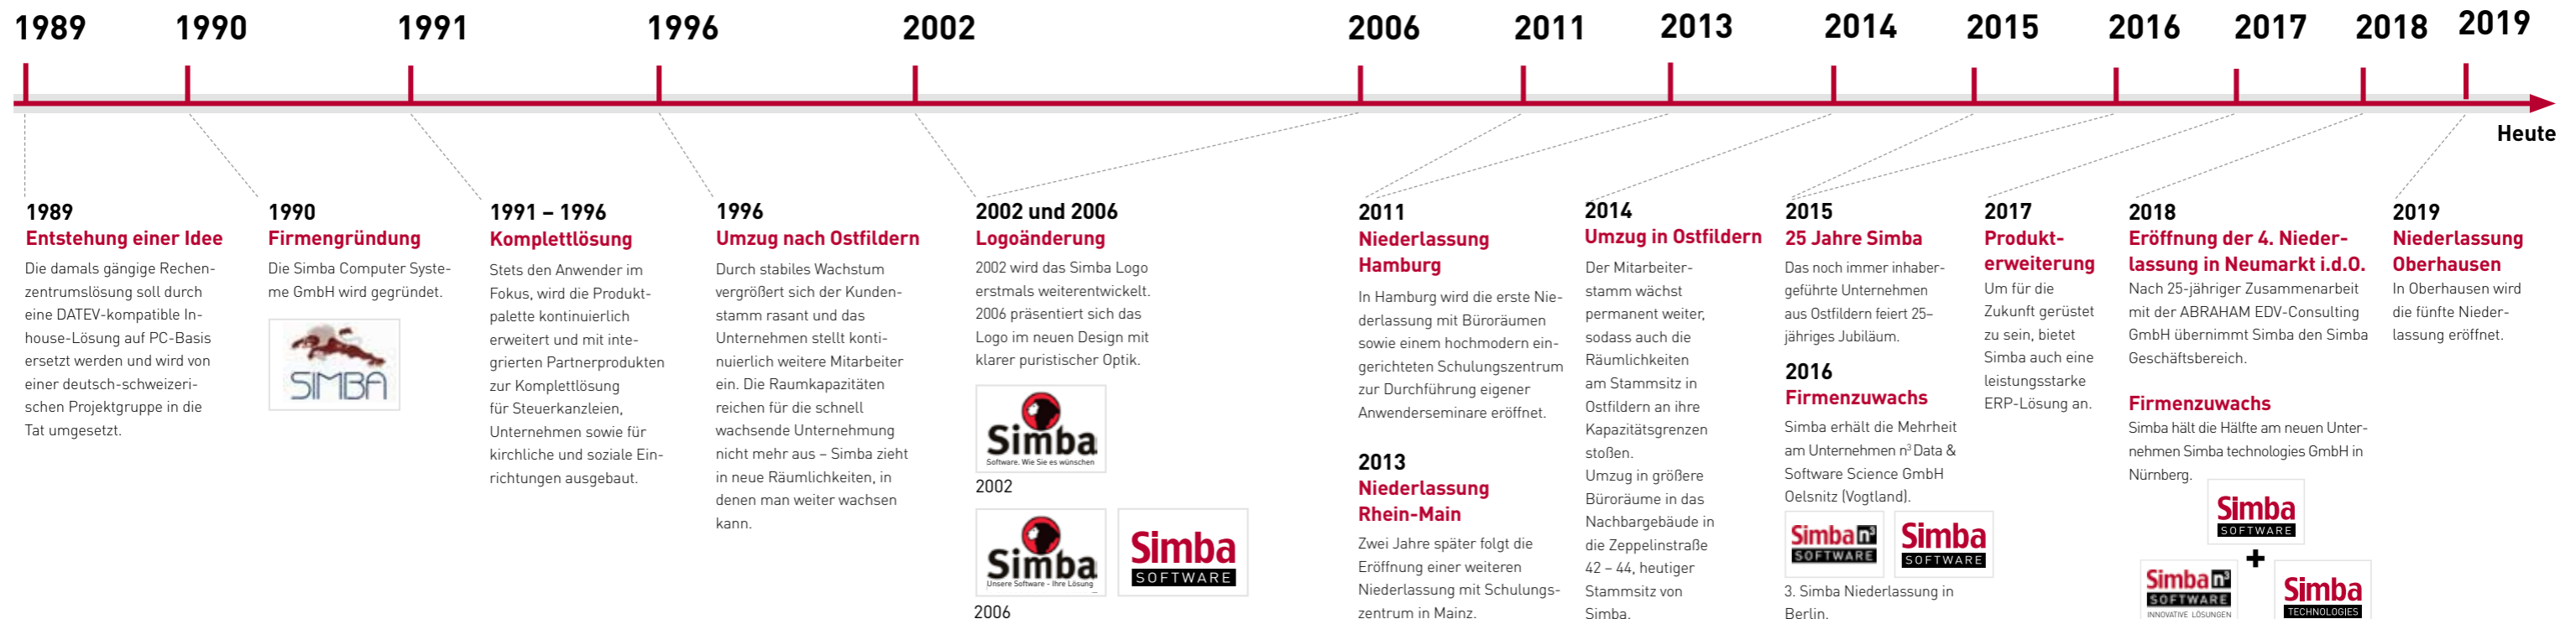 1989
1990
1991
1996
2002
2006
2011
2013
2014
2015
2016
2017
2018
2019
Heute
1989
Entstehung einer Idee
Die damals gängige Rechen-
zentrumslösung soll durch
eine DATEV-kompatible In-
house-Lösung auf PC-Basis
ersetzt werden und wird von
einer deutsch-schweizeri-
schen Projektgruppe in die
Tat umgesetzt.
1990
Firmengründung
Die Simba Computer Syste-
me GmbH wird gegründet.
SIMBA
1991 – 1996
Komplettlösung
Stets den Anwender im
Fokus, wird die Produkt-
palette kontinuierlich
erweitert und mit inte-
grierten Partnerprodukten
zur Komplettlösung
für Steuerkanzleien,
Unternehmen sowie für
kirchliche und soziale Ein-
richtungen ausgebaut.
1996
Umzug nach Ostfildern
Durch stabiles Wachstum
vergrößert sich der Kunden-
stamm rasant und das
Unternehmen stellt konti-
nuierlich weitere Mitarbeiter
ein. Die Raumkapazitäten
reichen für die schnell
wachsende Unternehmung
nicht mehr aus – Simba zieht
in neue Räumlichkeiten, in
denen man weiter wachsen
kann.
2002 und 2006
Logoänderung
2002 wird das Simba Logo
erstmals weiterentwickelt.
2006 präsentiert sich das
Logo im neuen Design mit
klarer puristischer Optik.
Simba
Software. Wie Sie es wünschen
2002
Simba
Unsere Software - Ihre Lösung
Simba
SOFTWARE
2006
2011
Niederlassung
Hamburg
In Hamburg wird die erste Nie-
derlassung mit Büroräumen
sowie einem hochmodern ein-
gerichteten Schulungszentrum
zur Durchführung eigener
Anwenderseminare eröffnet.
2013
Niederlassung
Rhein-Main
Zwei Jahre später folgt die
Eröffnung einer weiteren
Niederlassung mit Schulungs-
zentrum in Mainz.
2014
Umzug in Ostfildern
Der Mitarbeiter-
stamm wächst
permanent weiter,
sodass auch die
Räumlichkeiten
am Stammsitz in
Ostfildern an ihre
Kapazitätsgrenzen
stoßen.
Umzug in größere
Büroräume in das
Nachbargebäude in
die Zeppelinstraße
42 – 44, heutiger
Stammsitz von
Simba.
2015
25 Jahre Simba
Das noch immer inhaber-
geführte Unternehmen
aus Ostfildern feiert 25–
jähriges Jubiläum.
2016
Firmenzuwachs
Simba erhält die Mehrheit
am Unternehmen n³ Data &
Software Science GmbH
Oelsnitz (Vogtland).
Simba n³
SOFTWARE
Simba
SOFTWARE
3. Simba Niederlassung in
Berlin.
2017
Produkt-
erweiterung
Um für die
Zukunft gerüstet
zu sein, bietet
Simba auch eine
leistungsstarke
ERP-Lösung an.
2018
Eröffnung der 4. Nieder-
lassung in Neumarkt i.d.O.
Nach 25-jähriger Zusammenarbeit
mit der ABRAHAM EDV-Consulting
GmbH übernimmt Simba den Simba
Geschäftsbereich.
Firmenzuwachs
Simba hält die Hälfte am neuen Unter-
nehmen Simba technologies GmbH in
Nürnberg.
Simba
SOFTWARE
+
Simba n³
SOFTWARE
INNOVATIVE LÖSUNGEN
Simba
TECHNOLOGIES
2019
Niederlassung
Oberhausen
In Oberhausen wird
die fünfte Nieder-
lassung eröffnet.